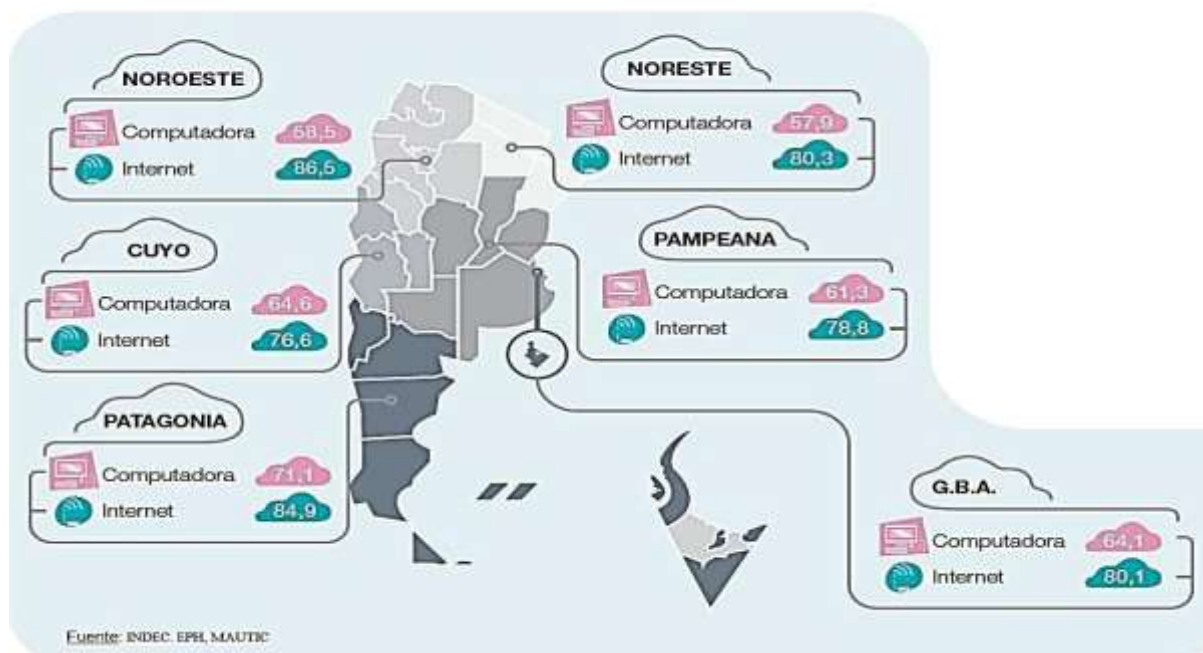 NOROESTE
Computadora 68,5
Internet 86,5
NORESTE
Computadora 57,9
Internet 80,3
CUYO
Computadora 64,6
Internet 76,6
PAMPEANA
Computadora 61,3
Internet 78,8
PATAGONIA
Computadora 71,1
Internet 84,9
G.B.A.
Computadora 64,1
Internet 80,1
Fuente: INDEC. EPH, MAUTIC